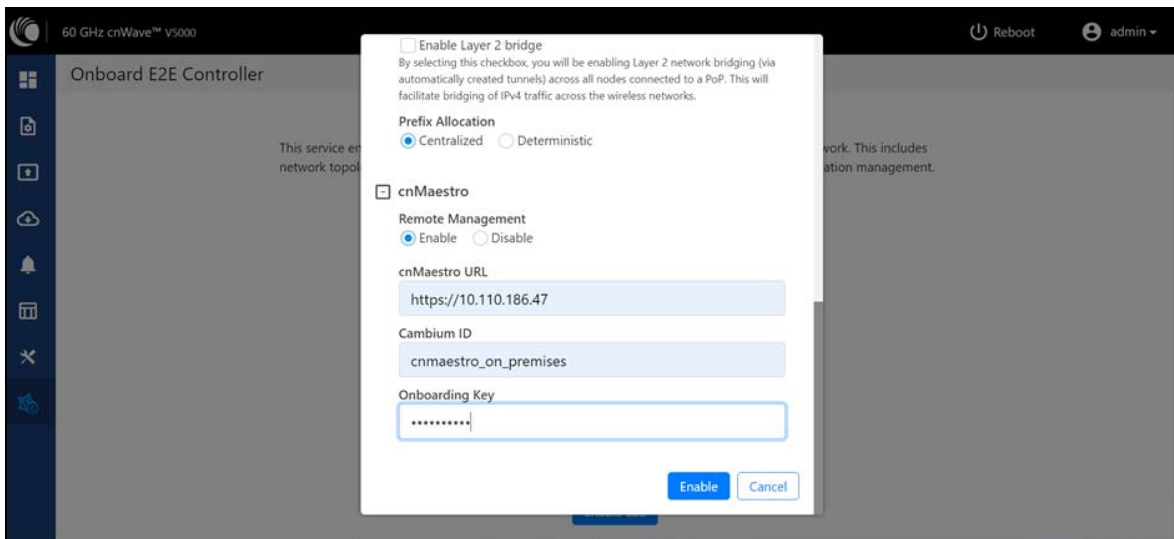 60 GHz cnWave™ V5000
Reboot
admin
Onboard E2E Controller
This service en
work. This includes
network topol
ation management.
Enable Layer 2 bridge
By selecting this checkbox, you will be enabling Layer 2 network bridging (via
automatically created tunnels) across all nodes connected to a PoP. This will
facilitate bridging of IPv4 traffic across the wireless networks.
Prefix Allocation
Centralized Deterministic
cnMaestro
Remote Management
Enable Disable
cnMaestro URL
https://10.110.186.47
Cambium ID
cnmaestro_on_premises
Onboarding Key
••••••••••
Enable Cancel